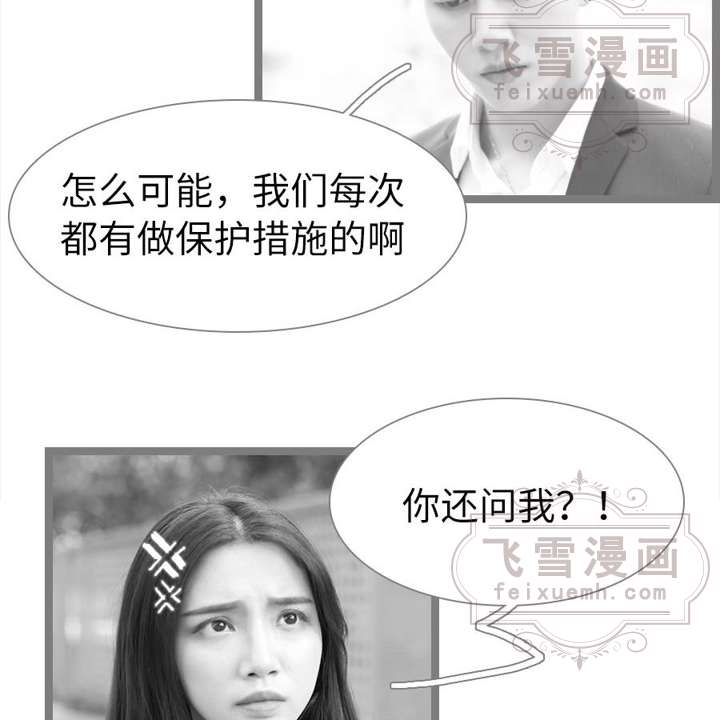 飞雪漫画
feixuemh.com
怎么可能，我们每次
都有做保护措施的啊
你还问我？！
飞雪漫画
feixuemh.com